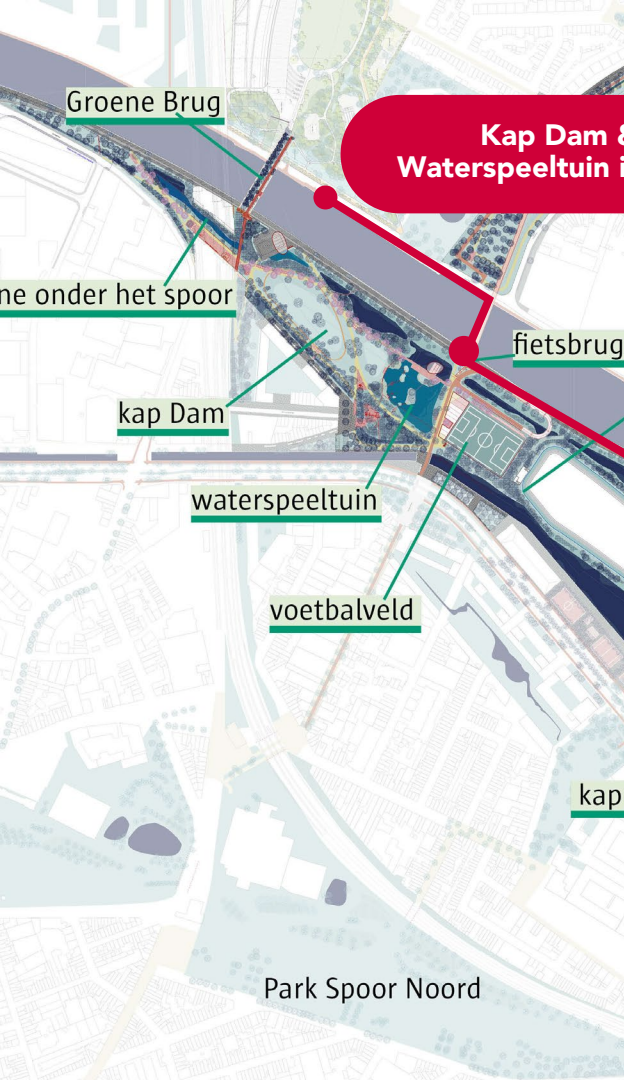 Groene Brug
Kap Dam &
Waterspeeltuin i
ne onder het spoor
fietsbrug
kap Dam
waterspeeltuin
voetbalveld
kap
Park Spoor Noord